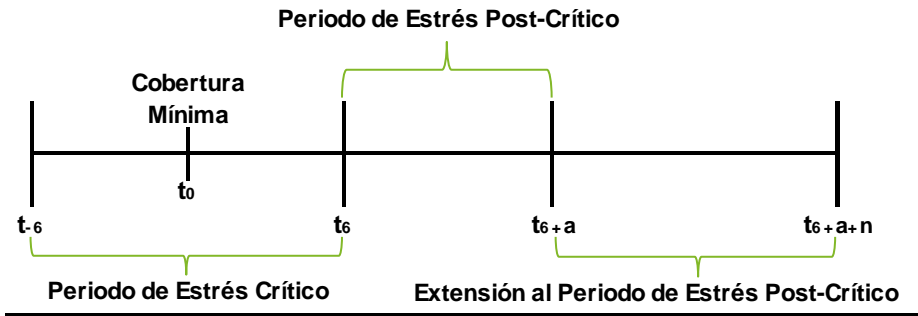 Periodo de Estrés Post-Crítico
Cobertura
Mínima
t0
t-6
t6
t6+a
t6+a+n
Periodo de Estrés Crítico
Extensión al Periodo de Estrés Post-Crítico